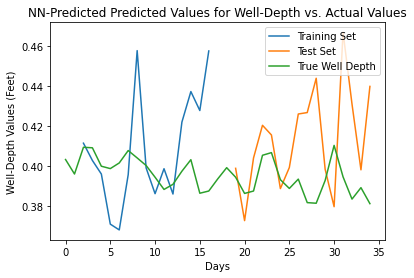 NN-Predicted Predicted Values for Well-Depth vs. Actual Values
Training Set
Test Set
True Well Depth
Well-Depth Values (Feet)
0.46
0.44
0.42
0.40
0.38
0 5 10 15 20 25 30 35
Days